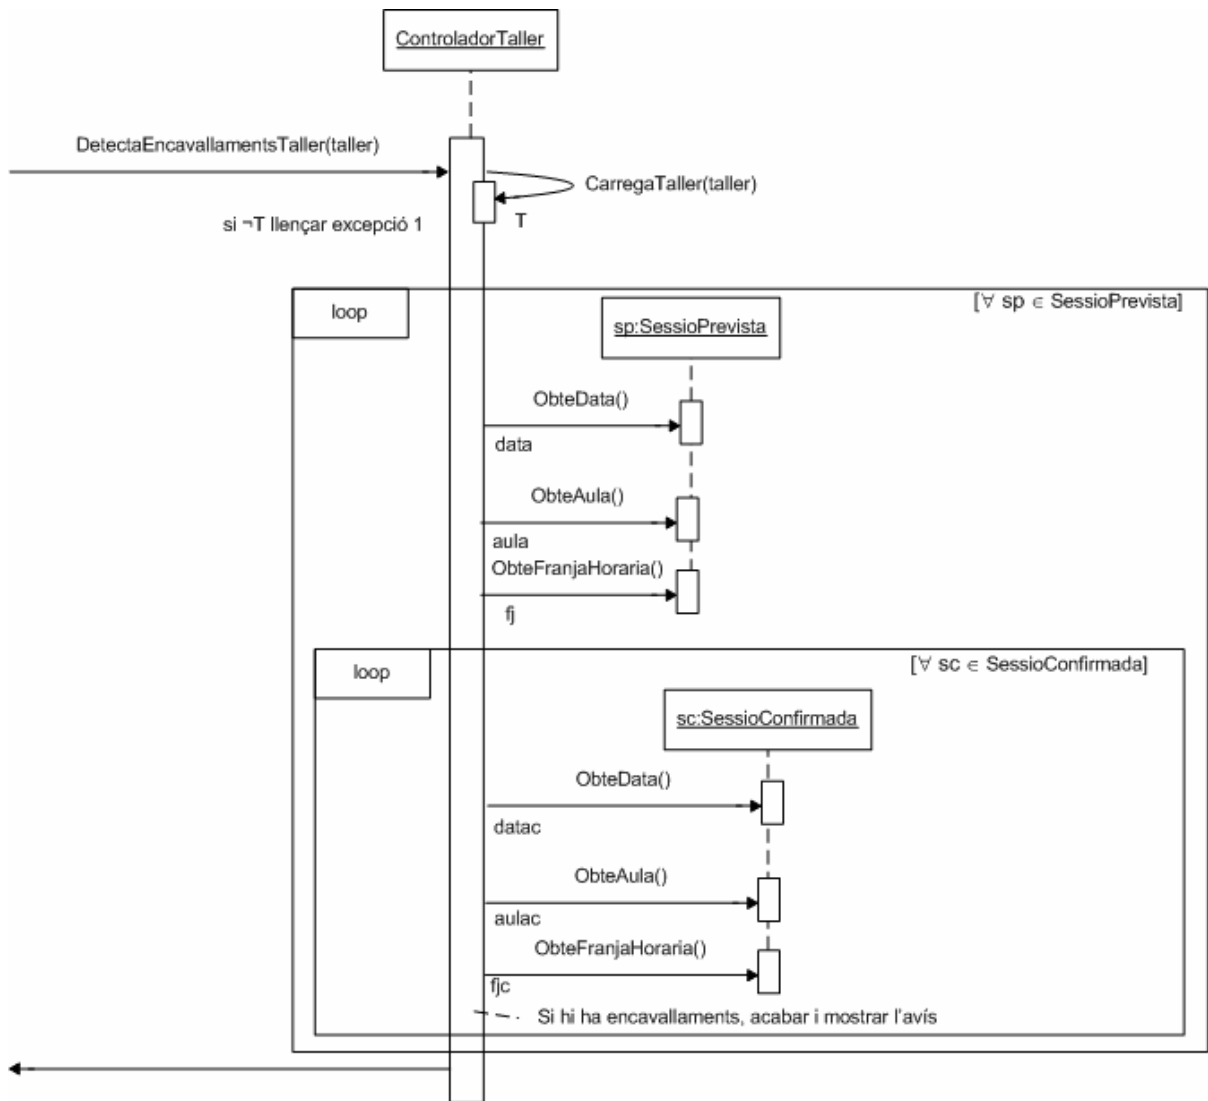 ControladorTaller
DetectaEncavallamentsTaller(taller)
CarregaTaller(taller)
si ¬T llençar excepció 1
T
loop
[∀ sp ∈ SessioPrevista]
sp:SessioPrevista
ObteData()
data
ObteAula()
aula
ObteFranjaHoraria()
fj
loop
[∀ sc ∈ SessioConfirmada]
sc:SessioConfirmada
ObteData()
datac
ObteAula()
aulac
ObteFranjaHoraria()
fjc
Si hi ha encavallaments, acabar i mostrar l'avís